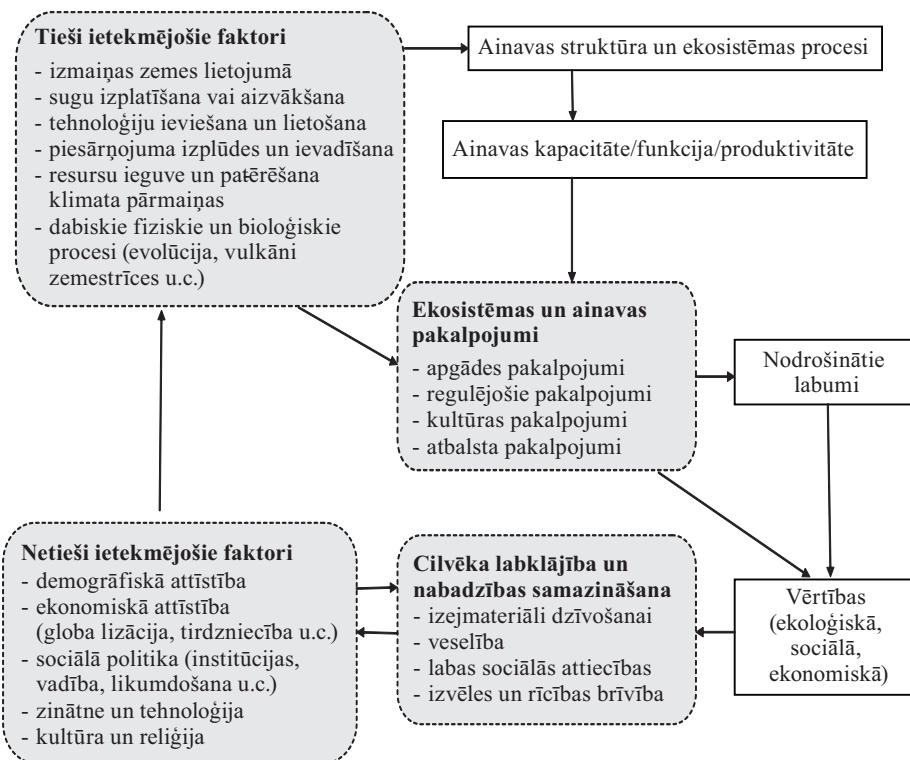 Tieši ietekmējošie faktori
- izmaiņas zemes lietojumā
- sugu izplatīšana vai aizvākšana
- tehnoloģiju ieviešana un lietošana
- piesārņojuma izplūdes un ievadīšana
- resursu ieguve un patērēšana
klimata pārmaiņas
- dabiskie fiziskie un bioloģiskie
procesi (evolūcija, vulkāni
zemestrīces u.c.)
Ainavas struktūra un ekosistēmas procesi
Ainavas kapacitāte/funkcija/produktivitāte
Ekosistēmas un ainavas
pakalpojumi
- apgādes pakalpojumi
- regulējošie pakalpojumi
- kultūras pakalpojumi
- atbalsta pakalpojumi
Nodrošinātie
labumi
Netieši ietekmējošie faktori
- demogrāfiskā attīstība
- ekonomiskā attīstība
(globa lizācija, tirdzniecība u.c.)
- sociālā politika (institūcijas,
vadība, likumdošana u.c.)
- zinātne un tehnoloģija
- kultūra un reliģija
Cilvēka labklājība un
nabadzības samazināšana
- izejmateriāli dzīvošanai
- veselība
- labas sociālās attiecības
- izvēles un rīcības brīvība
Vērtības
(ekoloģiskā,
sociālā,
ekonomiskā)